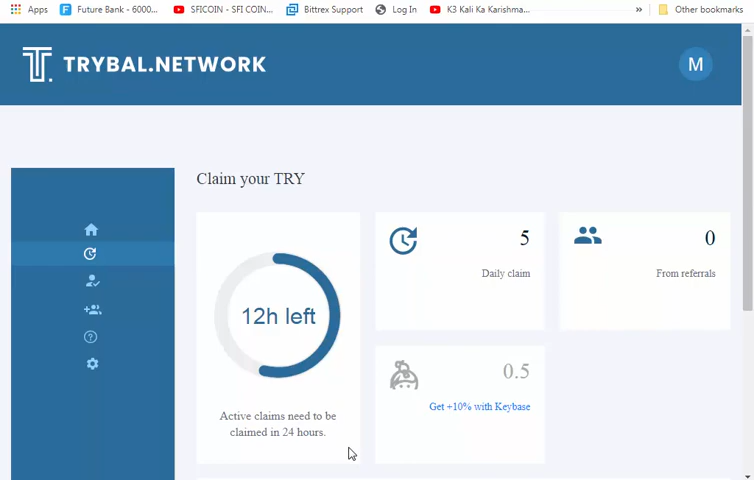 Apps Future Bank - 6000... SFICOIN - SFI COIN... Bittrex Support Log In K3 Kali Ka Karishma... » Other bookmarks
T. TRYBAL.NETWORK M
Claim your TRY
12h left
Active claims need to be
claimed in 24 hours.
5
Daily claim
0
From referrals
0.5
Get +10% with Keybase